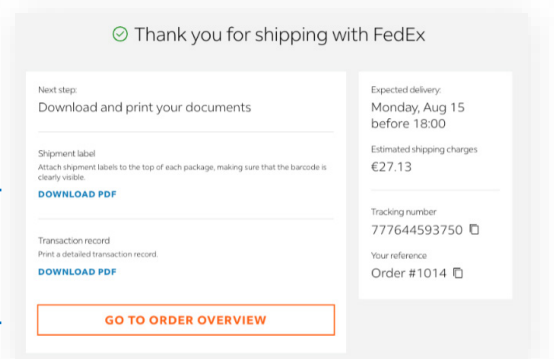 Thank you for shipping with FedEx
Next step:
Download and print your documents
Shipment label
Attach shipment labels to the top of each package, making sure that the barcode is
clearly visible.
DOWNLOAD PDF
Transaction record
Print a detailed transaction record.
DOWNLOAD PDF
GO TO ORDER OVERVIEW
Expected delivery:
Monday, Aug 15
before 18:00
Estimated shipping charges
€27.13
Tracking number
777644593750
Your reference
Order #1014